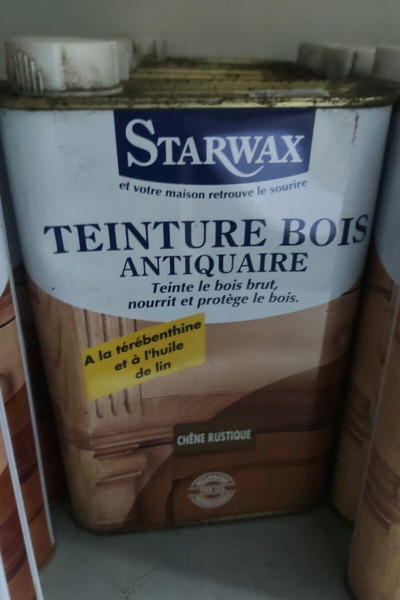 STARWAX
et votre maison retrouve le sourire
TEINTURE BOIS
ANTIQUAIRE
Teinte le bois brut,
nourrit et protège le bois.
A la térébenthine
et à l'huile
de lin
CHÊNE RUSTIQUE